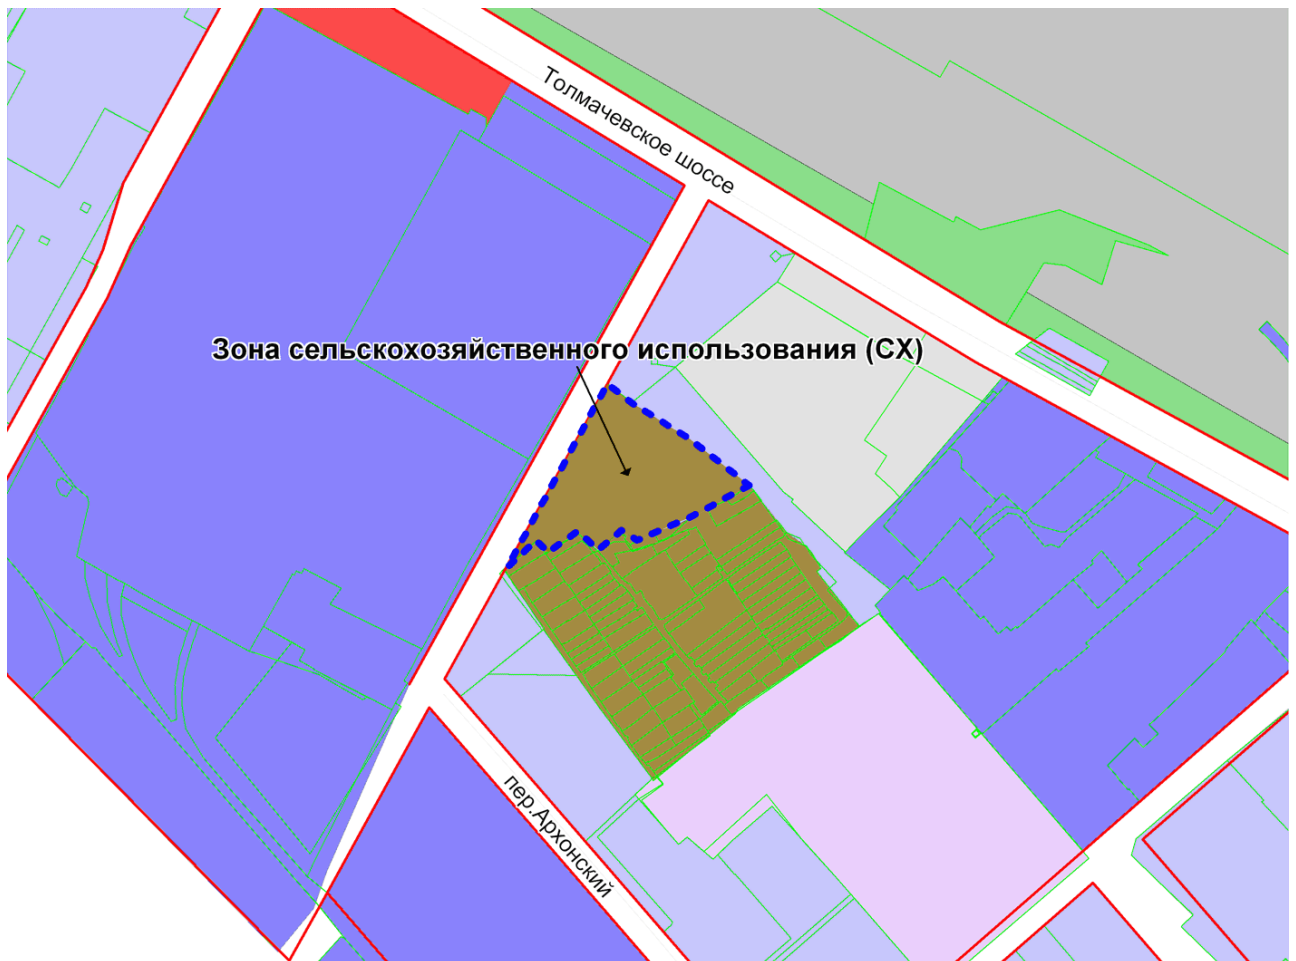 Толмачевское шоссе
Зона сельскохозяйственного использования (СХ)
пер.Архонский